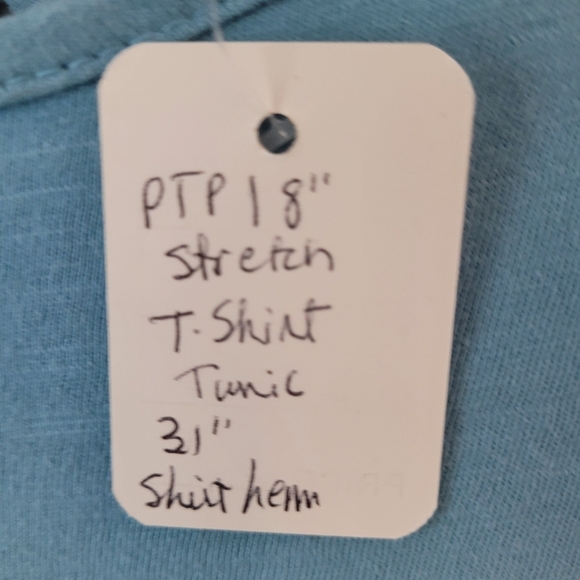 PTP 18"
Stretch
T-Shirt
Tunic
31"
Shirt hem